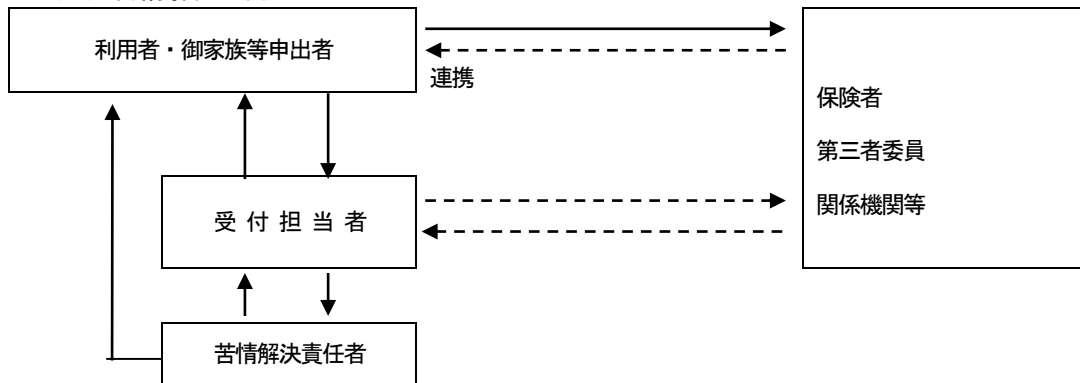 利用者・御家族等申出者
連携
保険者
第三者委員
関係機関等
受 付 担 当 者
苦情解決責任者